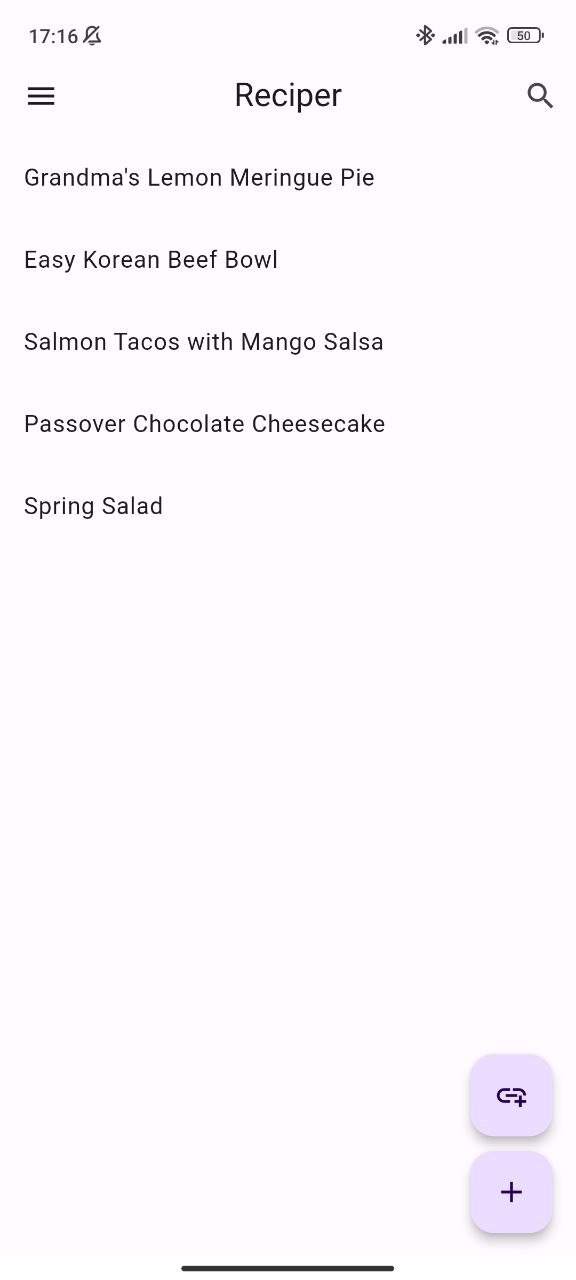 17:16
50
Reciper
Grandma's Lemon Meringue Pie
Easy Korean Beef Bowl
Salmon Tacos with Mango Salsa
Passover Chocolate Cheesecake
Spring Salad